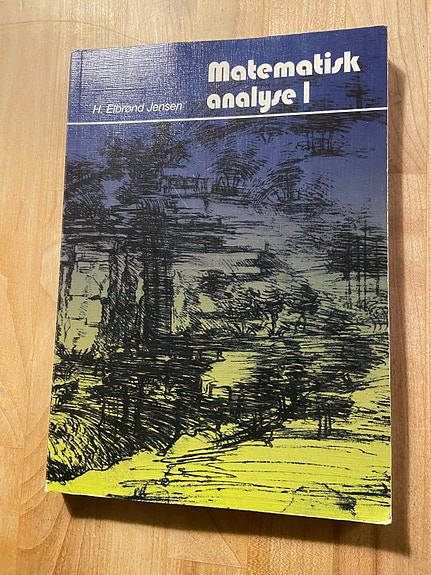 Matematisk
analyse I
H. Elbrønd Jensen